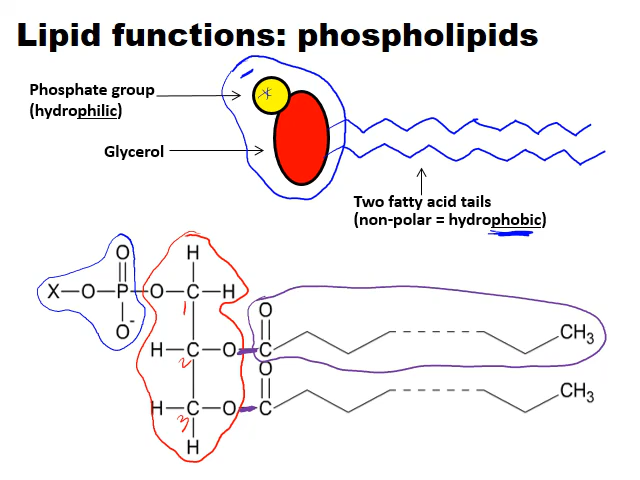 Lipid functions: phospholipids
Phosphate group
(hydrophilic)
Glycerol
Two fatty acid tails
(non-polar = hydrophobic)
O H
X—O—P—O—C—H O
O- 1 CH3
H—C—O—C
2 O
H—C—O—C CH3
3
H